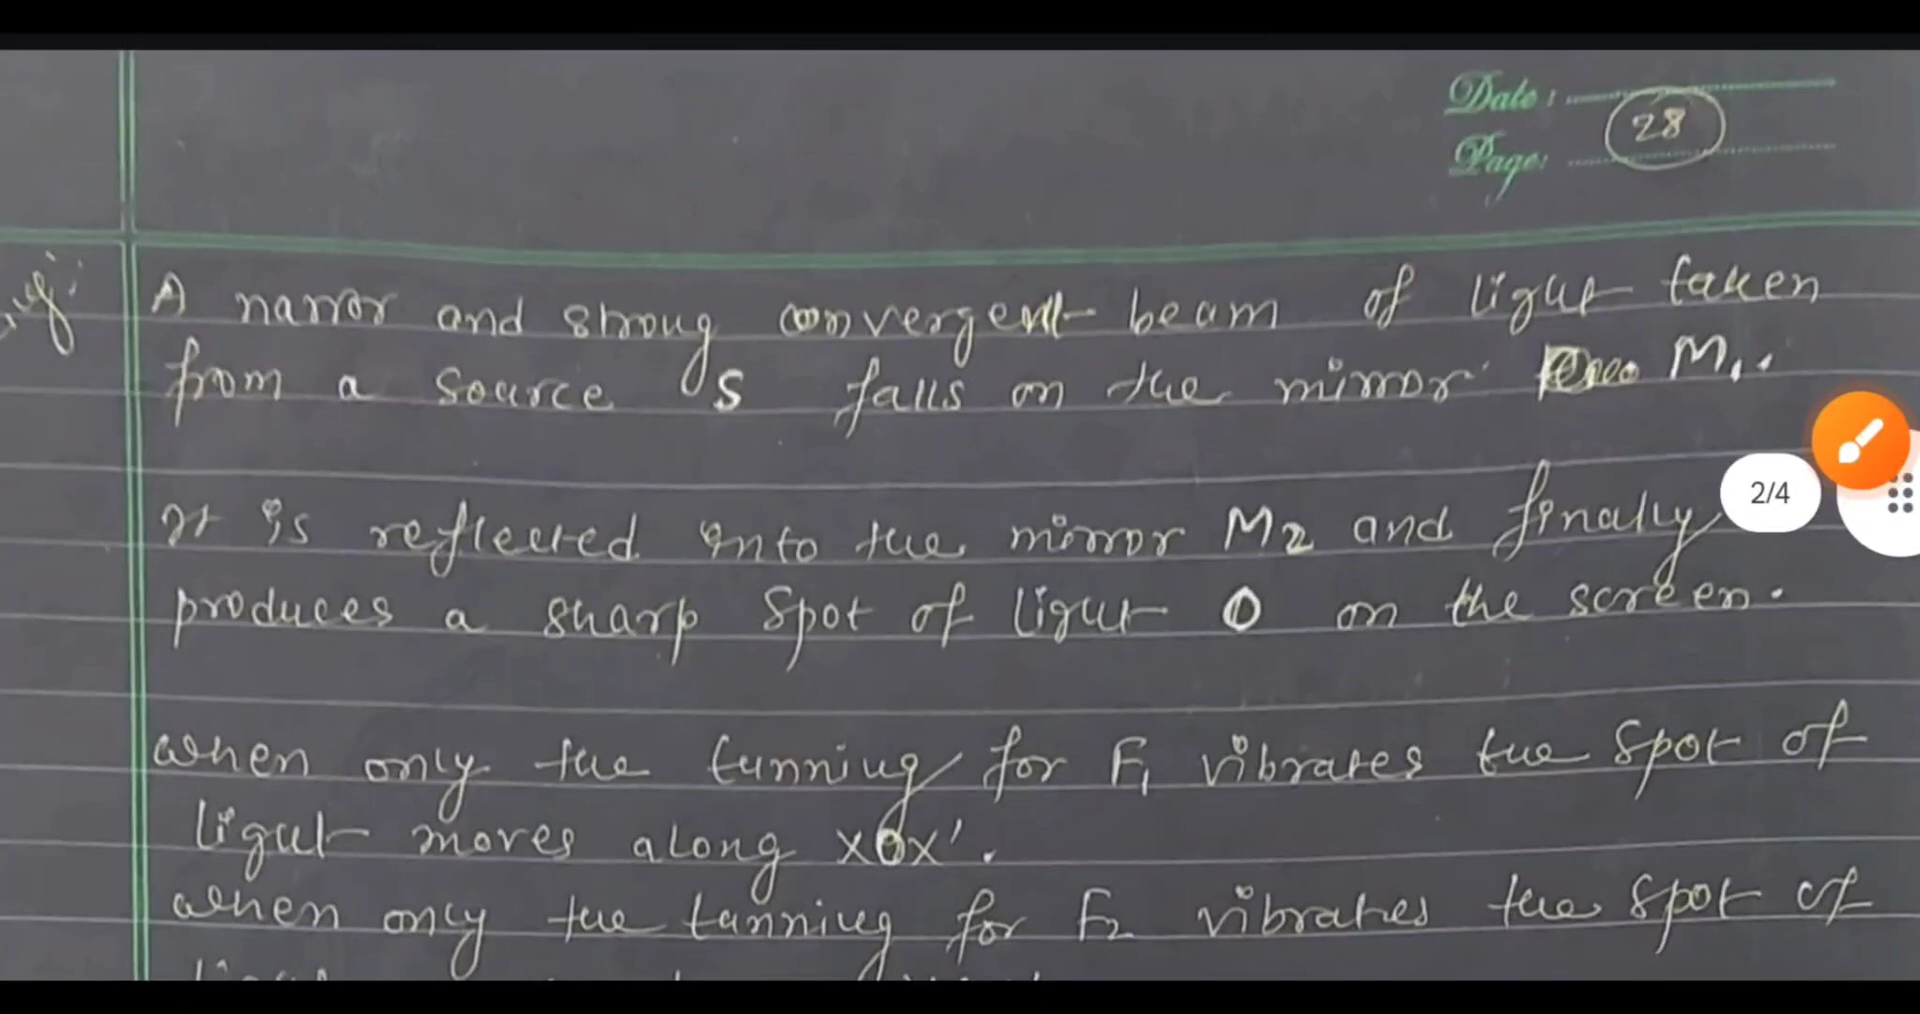 Date:
28
Page:
A narror and strong convergent beam of light taken
from a source S falls on the mirror M1.
2/4
It is reflected into the mirror M2 and finally
produces a sharp spot of light O on the screen.
when only the tunning for F1 vibrates the spot of
light moves along XOX'.
when only the tunning for F2 vibrates the spot of